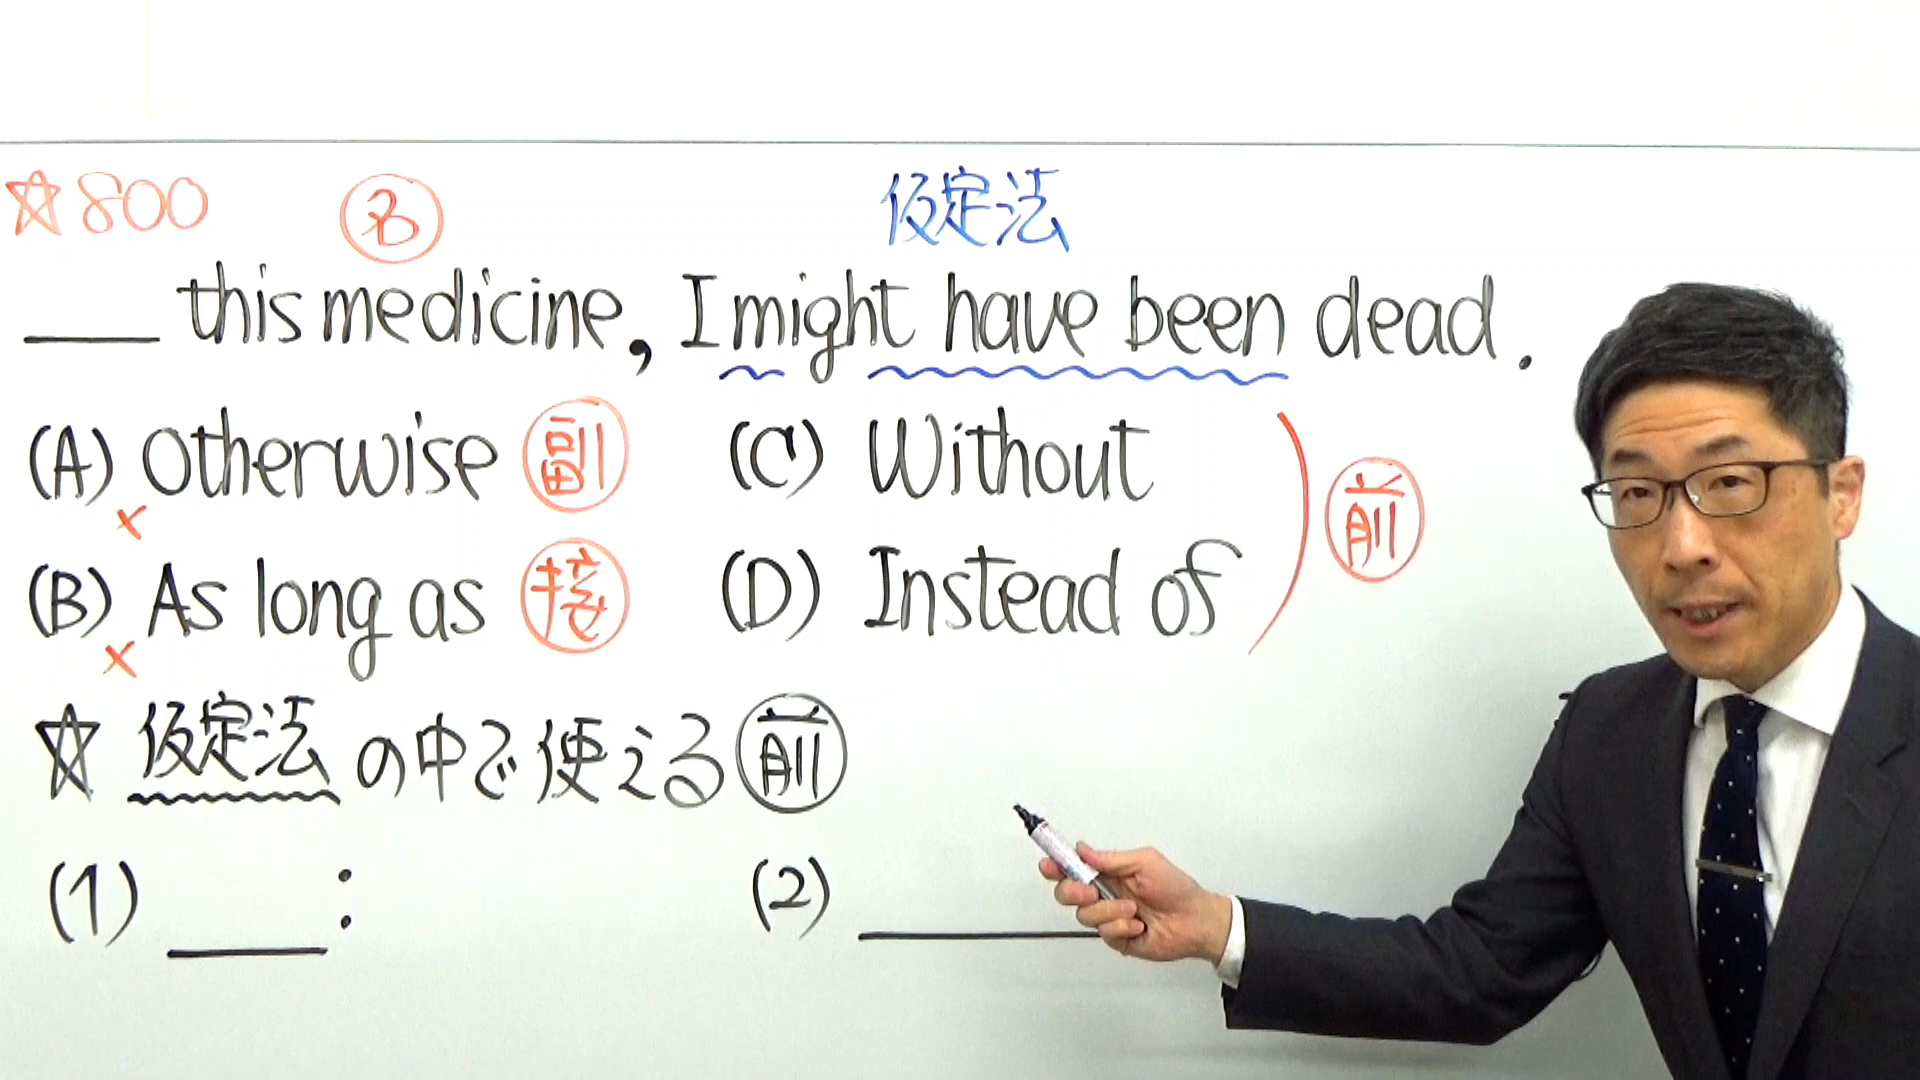 ☆800 名 仮定法
___ this medicine, I might have been dead.
(A) Otherwise 副 (C) Without
(B) As long as 接 (D) Instead of 前
☆ 仮定法の中で使える前
(1) ___: (2) ___